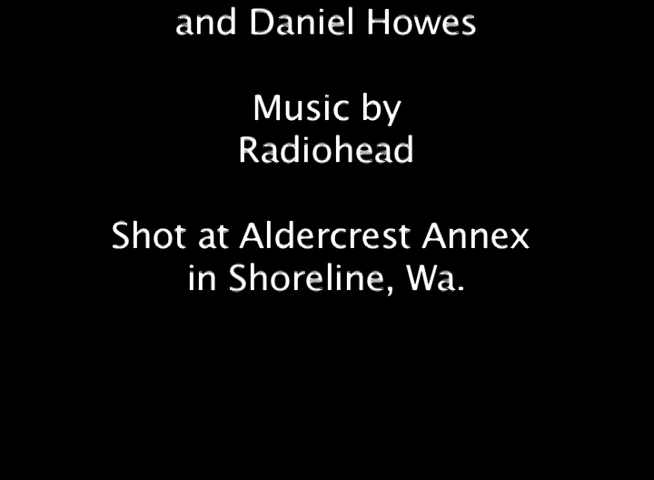 and Daniel Howes
Music by
Radiohead
Shot at Aldercrest Annex
in Shoreline, Wa.